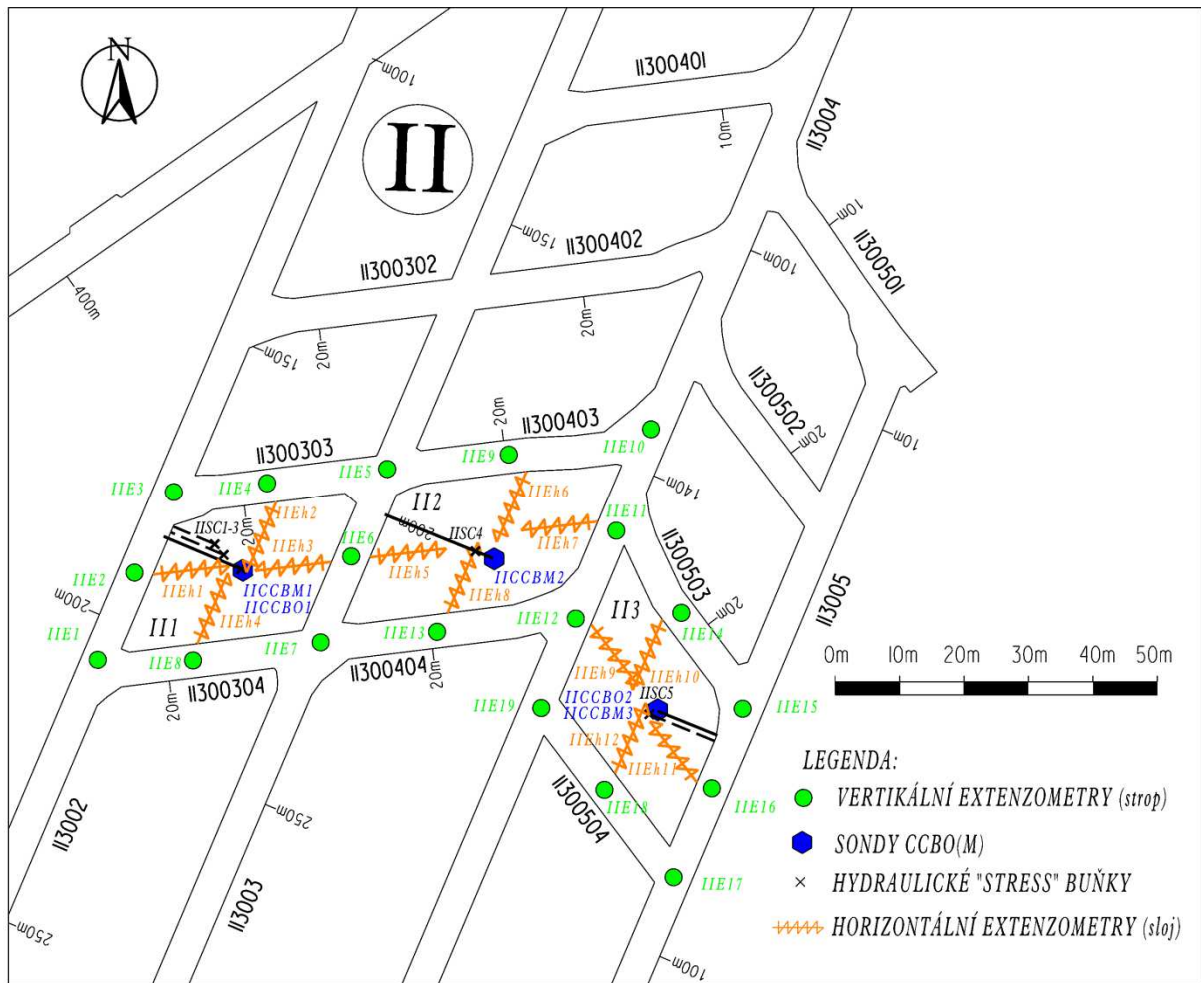 N
II
II300401
II3004
100m
10m
10m
II300501
150m
II300402
II300302
100m
400m
20m
20m
150m
II300502
20m
10m
II300403
20m
II300303
IIE9
IIE10
IIE5
IIE4
IIE3
140m
II2
IIEh6
IIEh2
20m
IISC1-3
200m
IISC4
IIE11
IIE6
IIEh3
IIEh7
II300503
IIE2
IIEh1
IIEh5
IICCBM1
IICCBO1
IICCBM2
IIEh8
II3005
200m
IIEh4
II1
IIE12
II3
20m
IIE14
IIE1
IIE8
IIE7
IIE13
II300404
20m
II300304
20m
0m 10m 20m 30m 40m 50m
IIEh9
IIEh10
IICCBO2
IISC5
IICCBM3
IIE19
IIE15
IIEh12
IIEh11
IIE18
IIE16
II300504
IIE17
II3002
250m
II3003
250m
100m
LEGENDA:
VERTIKÁLNÍ EXTENZOMETRY (strop)
SONDY CCBO(M)
HYDRAULICKÉ "STRESS" BUŇKY
HORIZONTÁLNÍ EXTENZOMETRY (sloj)